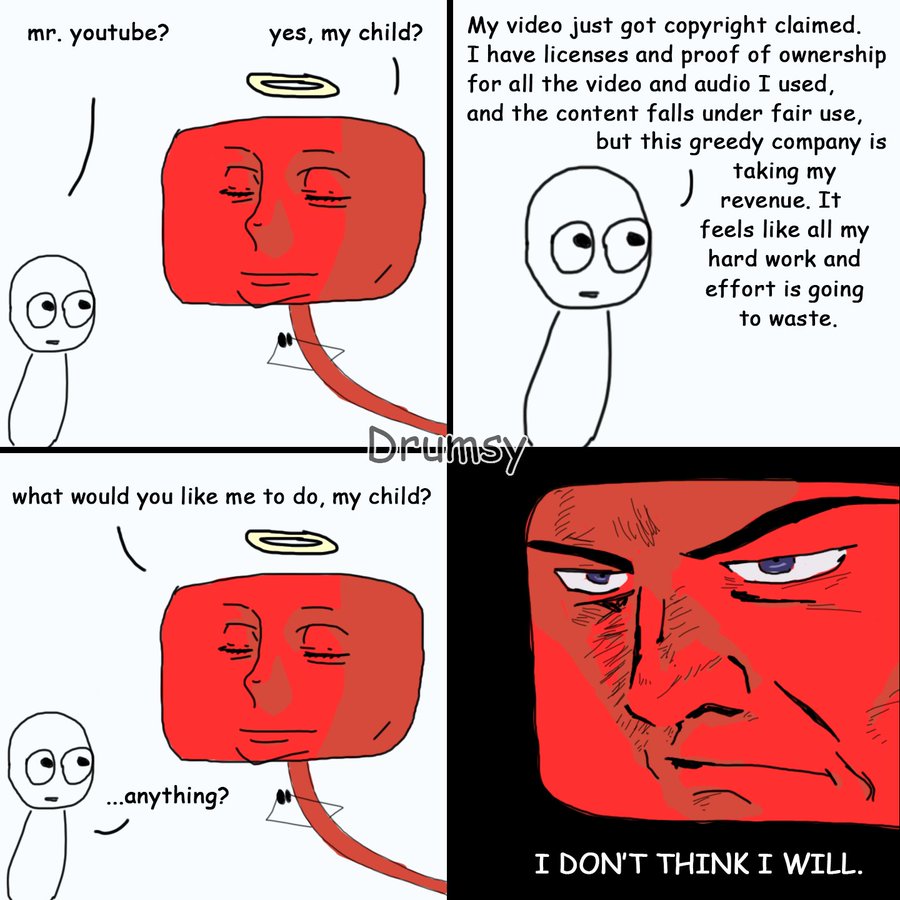 mr. youtube?
yes, my child?
My video just got copyright claimed.
I have licenses and proof of ownership
for all the video and audio I used,
and the content falls under fair use,
but this greedy company is
taking my
revenue. It
feels like all my
hard work and
effort is going
to waste.
Drumsy
what would you like me to do, my child?
...anything?
I DON'T THINK I WILL.